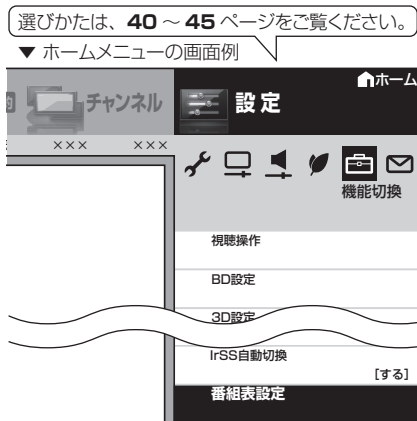 選びかたは、40～45ページをご覧ください。
▼ ホームメニューの画面例
ホーム
チャンネル
設定
××× ×××
機能切換
視聴操作
BD設定
3D設定
IrSS自動切換
[する]
番組表設定